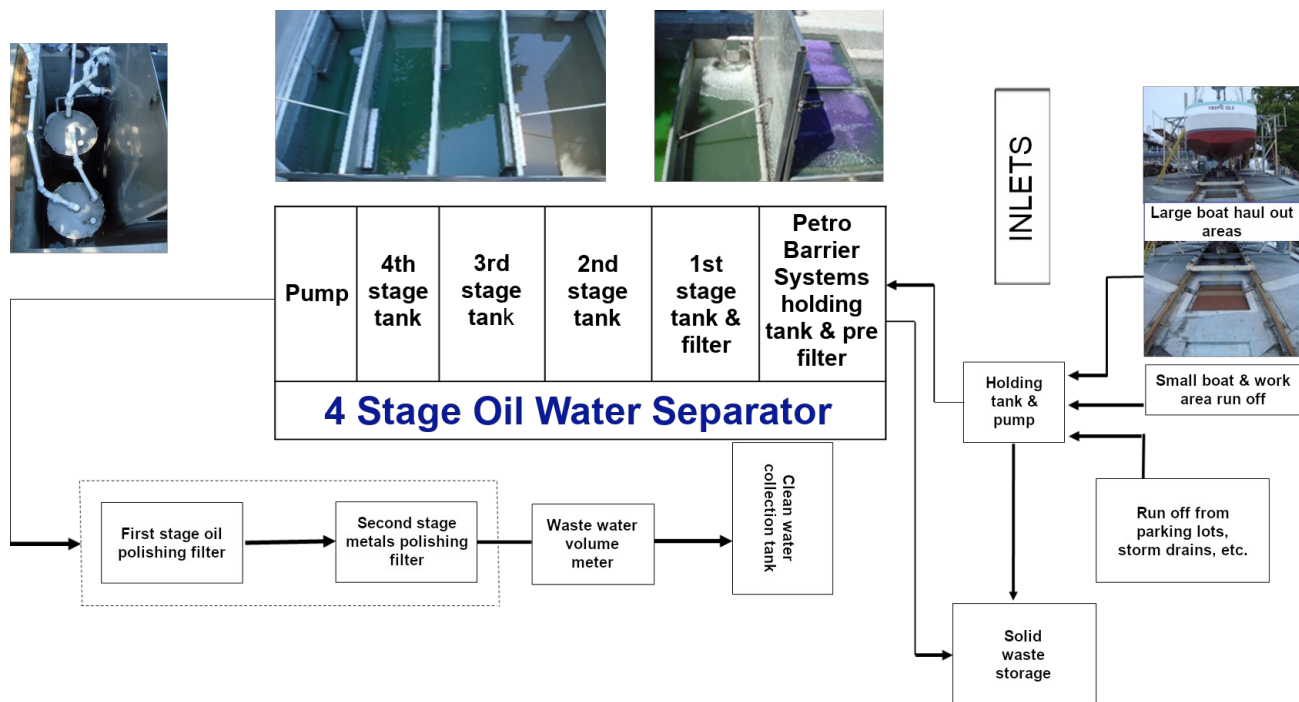 INLETS
TROPIC ISLE
Large boat haul out
areas
Pump
4th
stage
tank
3rd
stage
tank
2nd
stage
tank
1st
stage
tank &
filter
Petro
Barrier
Systems
holding
tank & pre
filter
4 Stage Oil Water Separator
Holding
tank &
pump
Small boat & work
area run off
Run off from
parking lots,
storm drains, etc.
First stage oil
polishing filter
Second stage
metals polishing
filter
Waste water
volume
meter
Clean water
collection tank
Solid
waste
storage